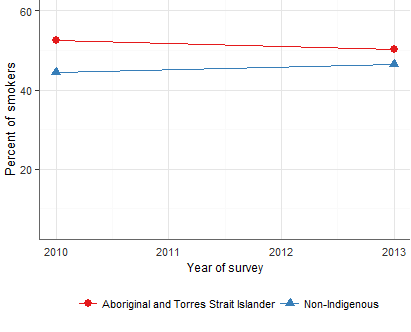 60
40
20
Percent of smokers
2010 2011 2012 2013
Year of survey
Aboriginal and Torres Strait Islander Non-Indigenous